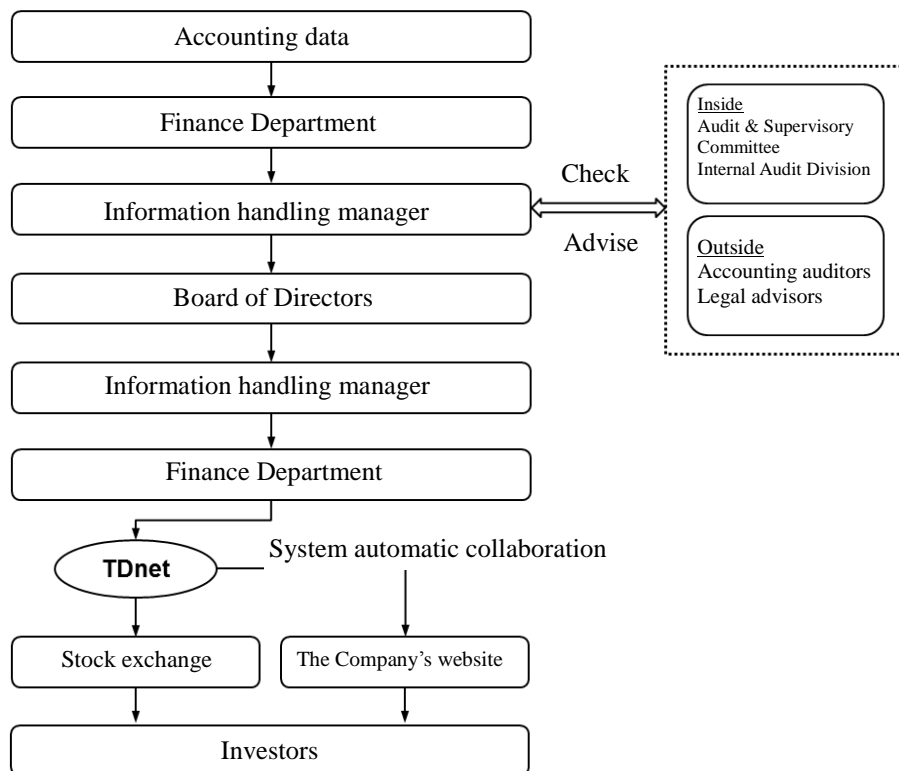 Accounting data
Finance Department
Information handling manager
Check
Advise
Inside
Audit & Supervisory
Committee
Internal Audit Division
Outside
Accounting auditors
Legal advisors
Board of Directors
Information handling manager
Finance Department
TDnet
System automatic collaboration
Stock exchange
The Company’s website
Investors